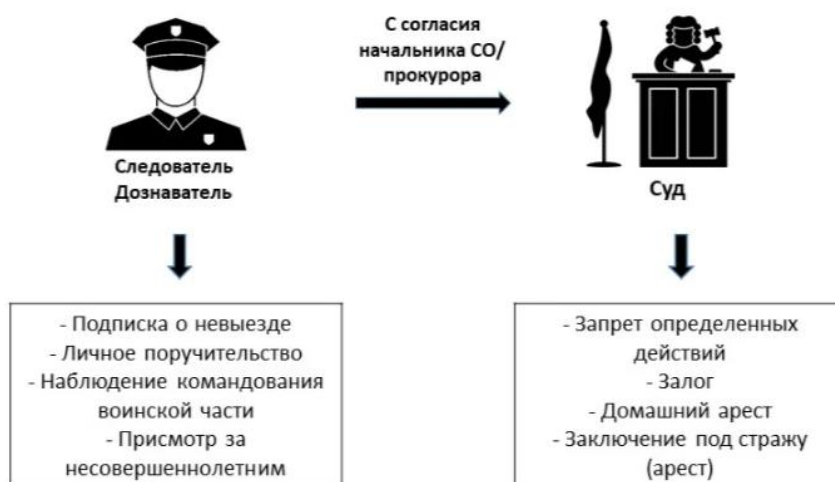 С согласия
начальника СО/
прокурора
Следователь
Дознаватель
Суд
- Подписка о невыезде
- Личное поручительство
- Наблюдение командования
воинской части
- Присмотр за
несовершеннолетним
- Запрет определенных
действий
- Залог
- Домашний арест
- Заключение под стражу
(арест)